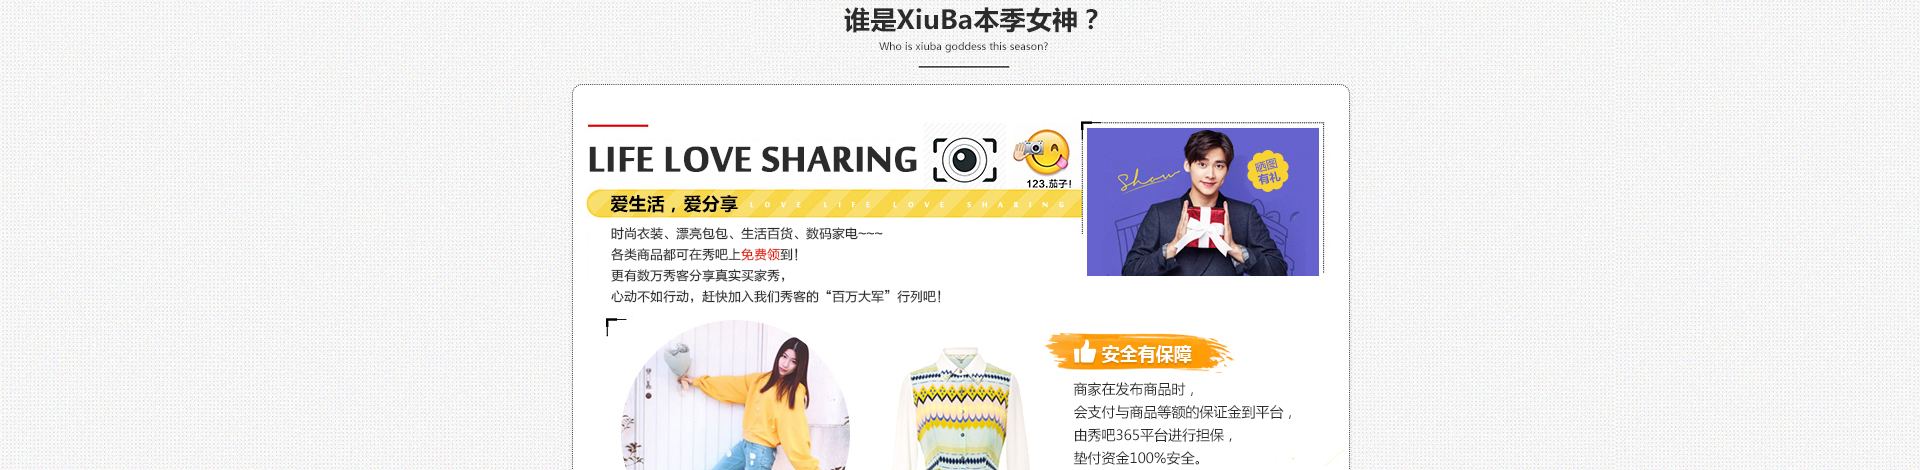 谁是XiuBa本季女神？
Who is xiuba goddess this season?
LIFE LOVE SHARING
123.茄子!
爱生活，爱分享
LOVE LIFE LOVE SHARING
时尚衣装、漂亮包包、生活百货、数码家电~~~
各类商品都可在秀吧上免费领到！
更有数万秀客分享真实买家秀，
心动不如行动，赶快加入我们秀客的“百万大军”行列吧！
Show
晒图
有礼
安全有保障
商家在发布商品时，
会支付与商品等额的保证金到平台，
由秀吧365平台进行担保，
垫付资金100%安全。